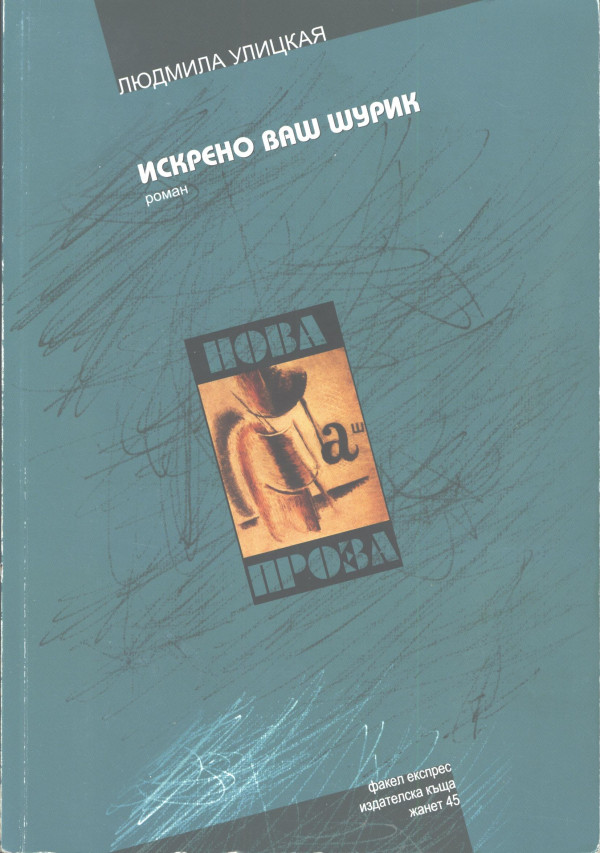 ЛЮДМИЛА УЛИЦКАЯ
ИСКРЕНО ВАШ ШУРИК
роман
НОВА
а ш
ПРОЗА
факел експрес
издателска къща
жанет 45